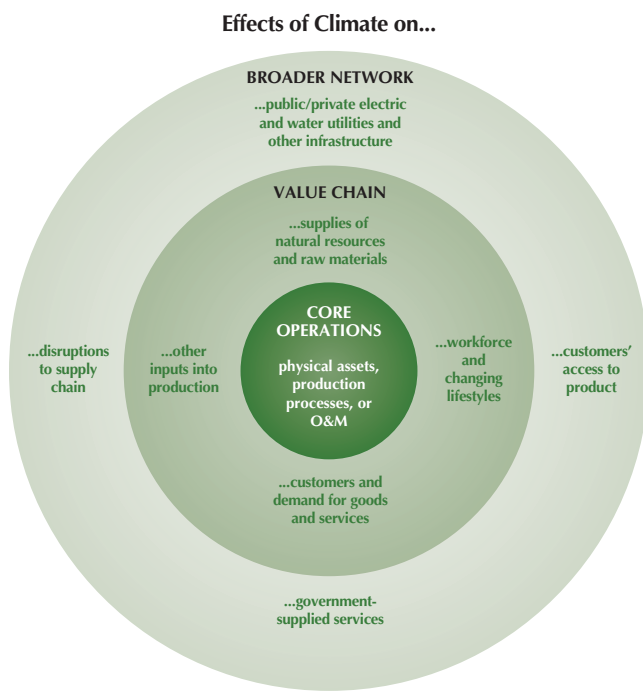 Effects of Climate on...
BROADER NETWORK
...public/private electric
and water utilities and
other infrastructure
VALUE CHAIN
...supplies of
natural resources
and raw materials
CORE
OPERATIONS
physical assets,
production
processes, or
O&M
...disruptions
to supply
chain
...other
inputs into
production
...workforce
and
changing
lifestyles
...customers’
access to
product
...customers and
demand for goods
and services
...government-
supplied services